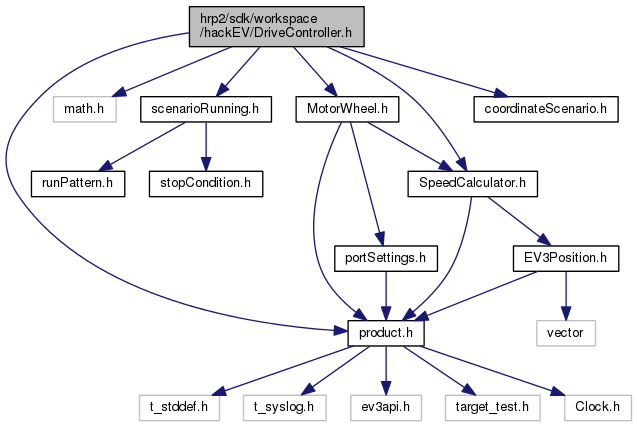 hrp2/sdk/workspace
/hackEV/DriveController.h
math.h
scenarioRunning.h
MotorWheel.h
coordinateScenario.h
runPattern.h
stopCondition.h
SpeedCalculator.h
portSettings.h
EV3Position.h
product.h
vector
t_stddef.h
t_syslog.h
ev3api.h
target_test.h
Clock.h